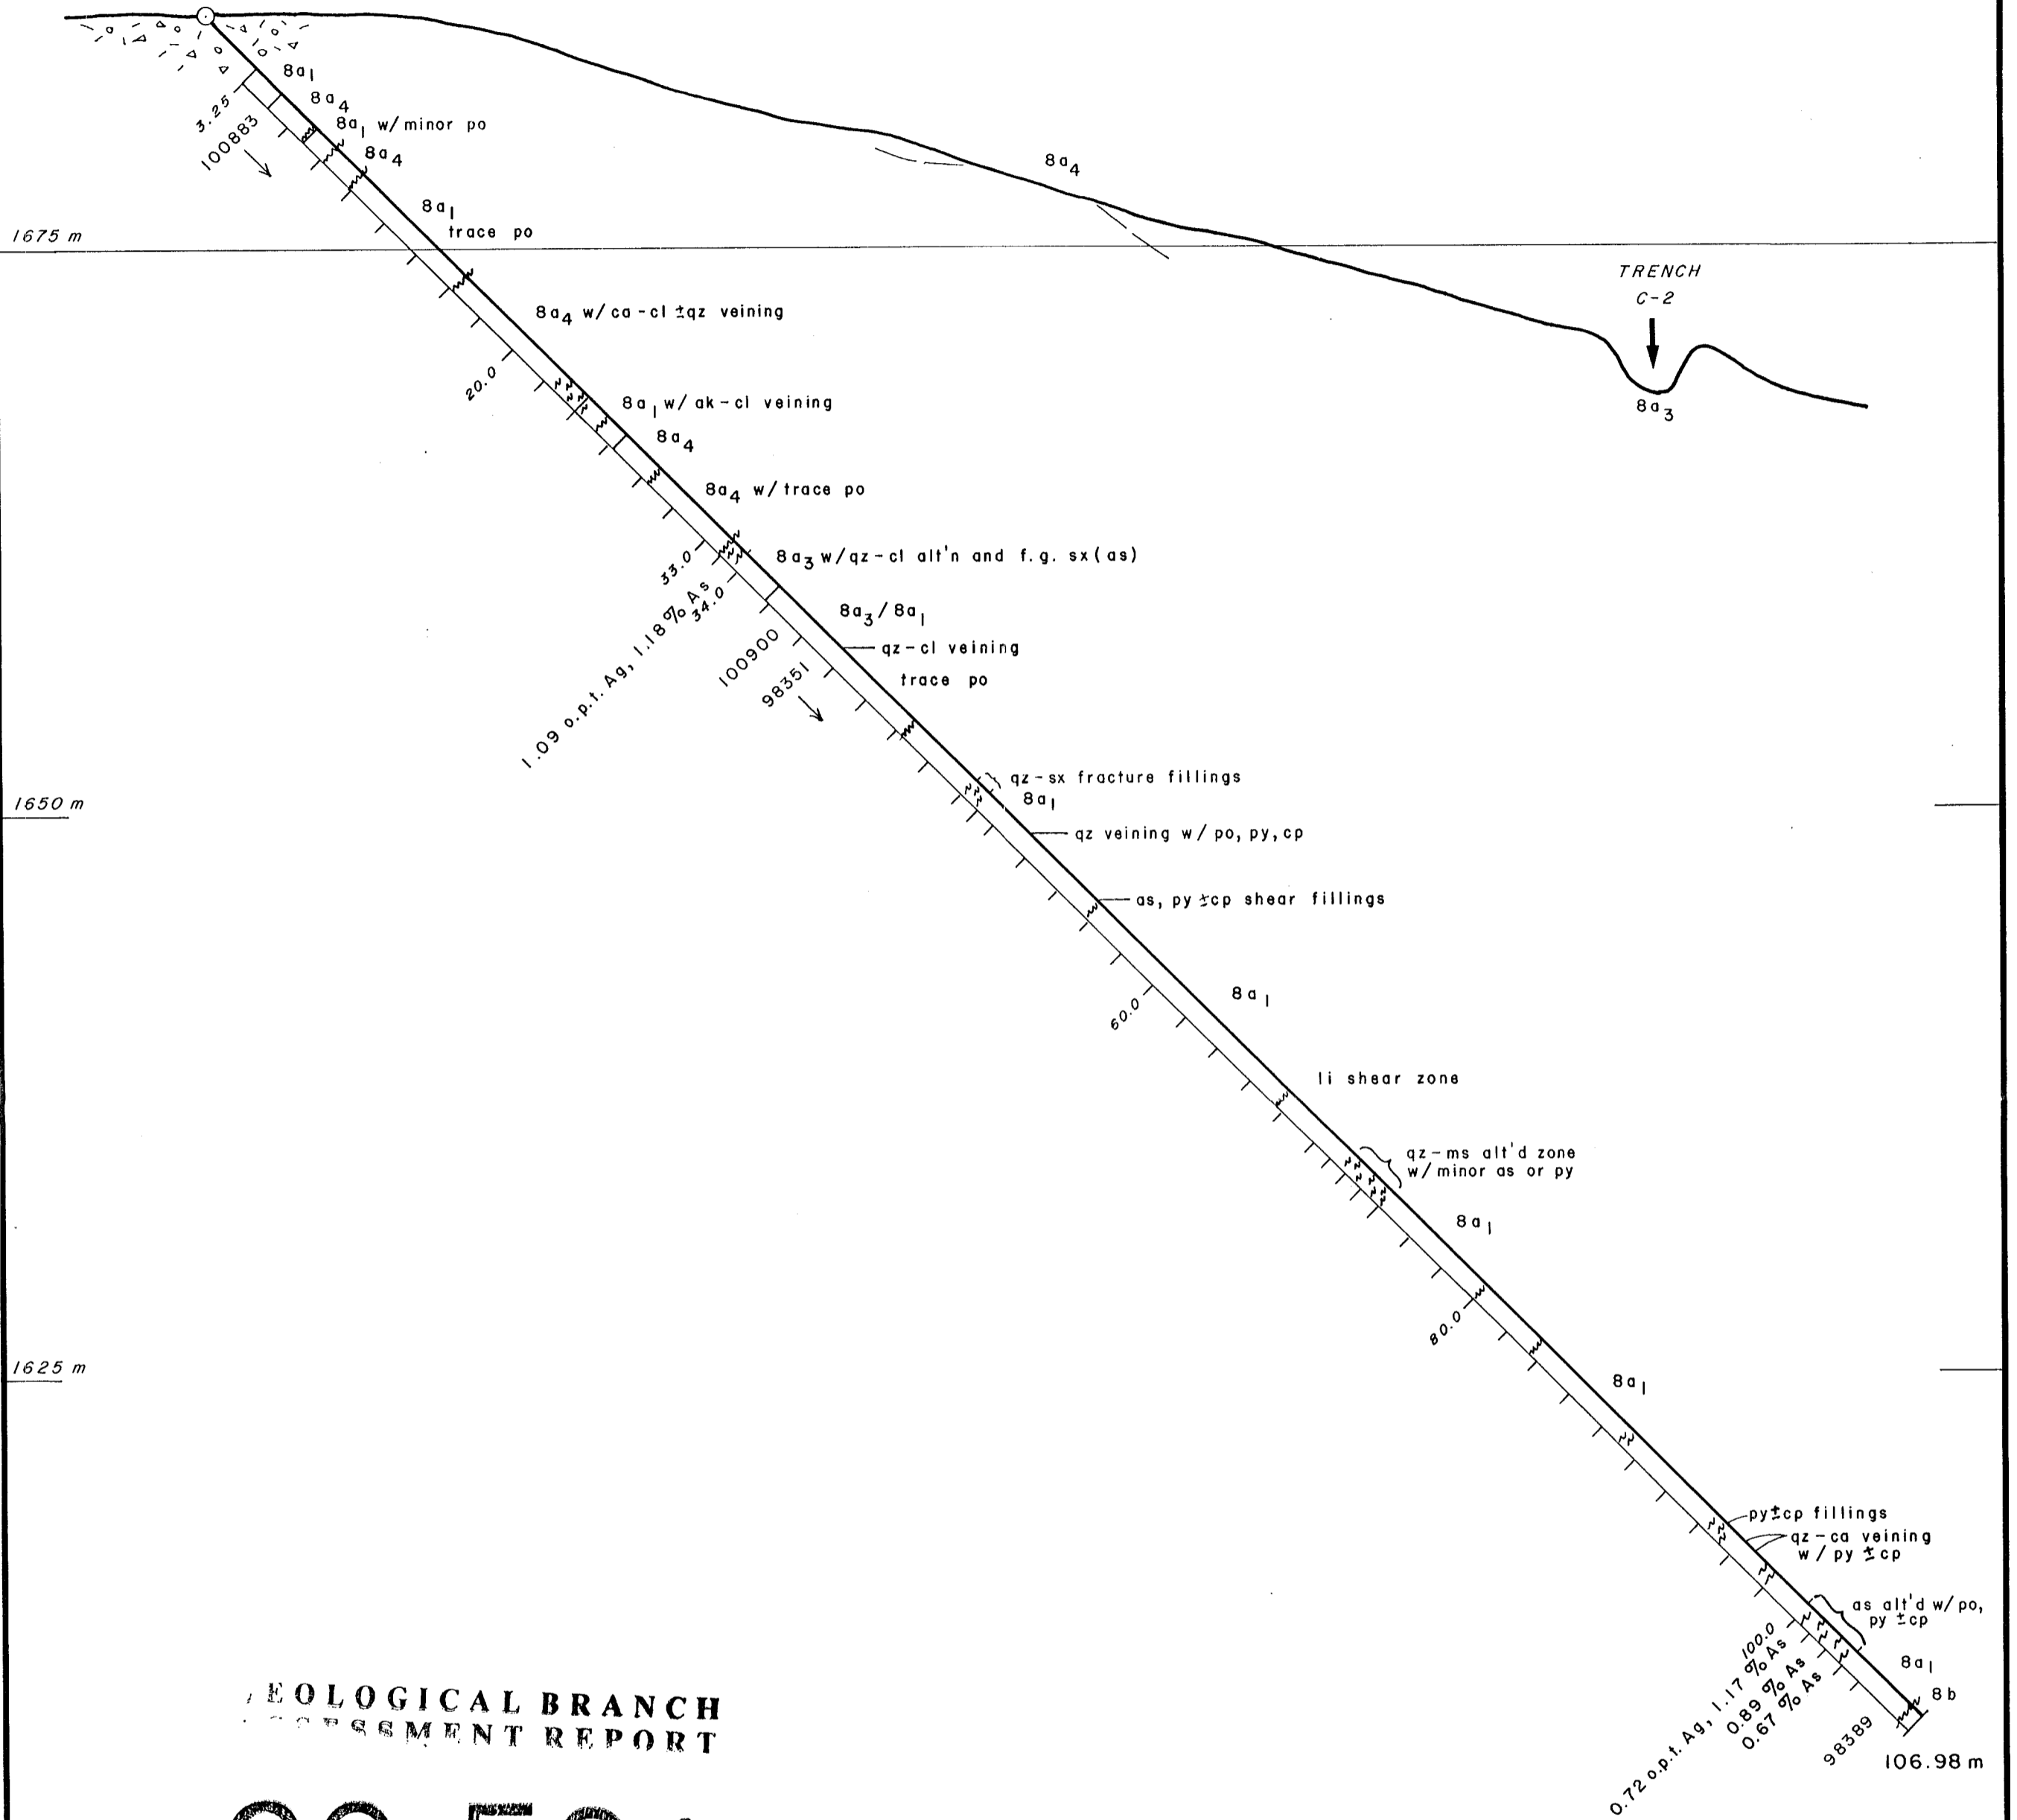 8a1
8a4
3.25
8a1 w/minor po
100883
8a4
8a4
8a1
trace po
1675 m
TRENCH
C-2
8a4 w/ca-cl ±qz veining
20.0
8a1 w/ak-cl veining
8a3
8a4
8a4 w/trace po
33.0
8a3 w/qz-cl alt'n and f.g. sx(as)
34.0
1.09 o.p.t. Ag, 1.18% As
8a3/8a1
100900
qz-cl veining
98351
trace po
qz-sx fracture fillings
8a1
1650 m
qz veining w/po, py, cp
as, py ±cp shear fillings
8a1
60.0
li shear zone
qz-ms alt'd zone
w/minor as or py
8a1
80.0
1625 m
8a1
py±cp fillings
qz-ca veining
w/py ±cp
as alt'd w/po,
py ±cp
100.0
0.72 o.p.t. Ag, 1.17 % As
0.89 % As
0.67 % As
8a1
8b
98389
106.98 m
EOLOGICAL BRANCH
ESSMENT REPORT